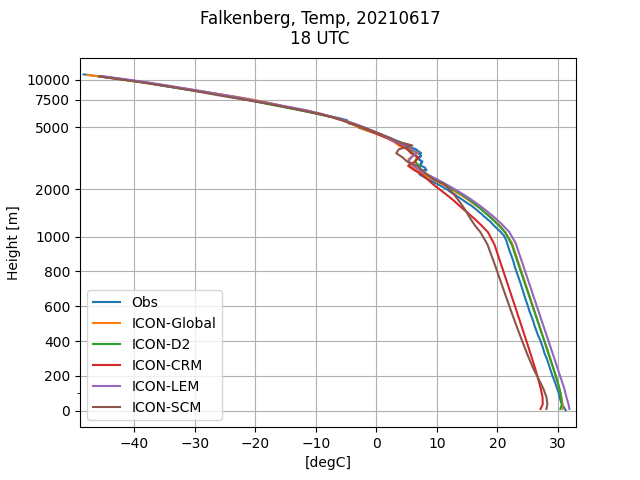 Falkenberg, Temp, 20210617
18 UTC
Height [m]
10000
7500
5000
2000
1000
800
600
400
200
0
Obs
ICON-Global
ICON-D2
ICON-CRM
ICON-LEM
ICON-SCM
−40 −30 −20 −10 0 10 20 30
[degC]